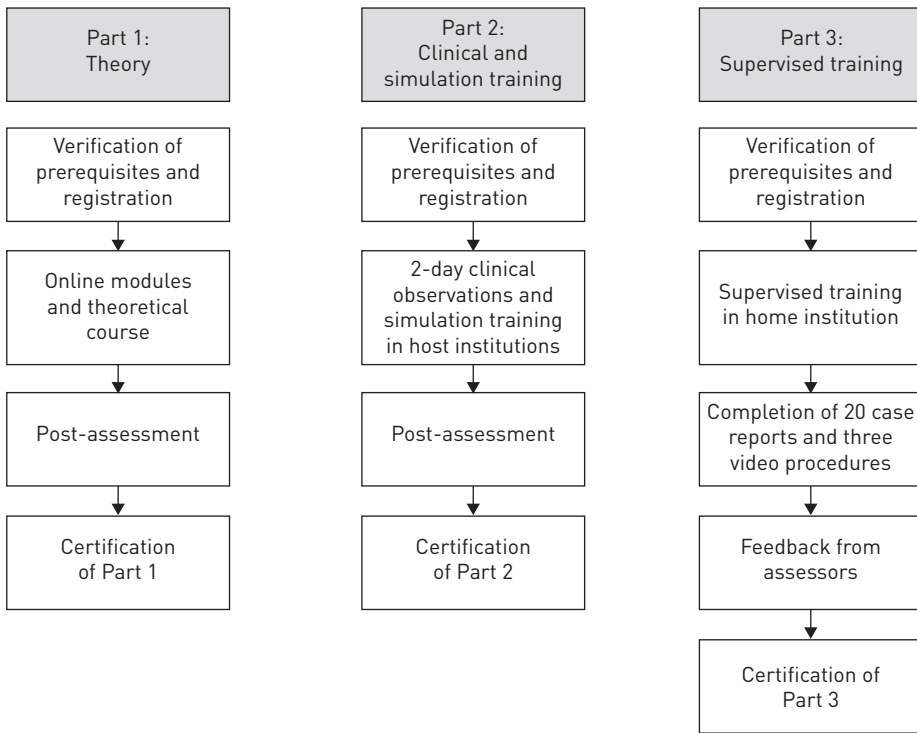 Part 1:
Theory
Verification of
prerequisites and
registration
Online modules
and theoretical
course
Post-assessment
Certification
of Part 1
Part 2:
Clinical and
simulation training
Verification of
prerequisites and
registration
2-day clinical
observations and
simulation training
in host institutions
Post-assessment
Certification
of Part 2
Part 3:
Supervised training
Verification of
prerequisites and
registration
Supervised training
in home institution
Completion of 20 case
reports and three
video procedures
Feedback from
assessors
Certification of
Part 3